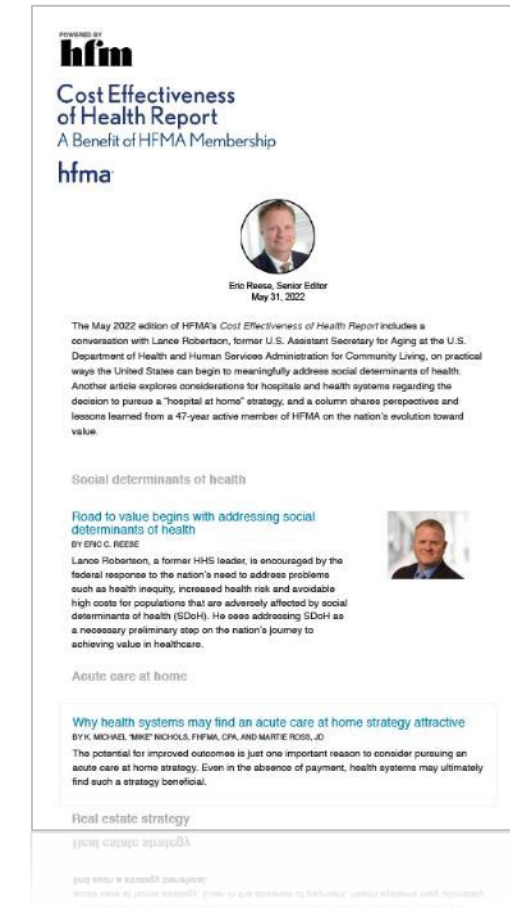 POWERED BY
hfm
Cost Effectiveness
of Health Report
A Benefit of HFMA Membership
hfma
Eric Reese, Senior Editor
May 31, 2022
The May 2022 edition of HFMA's Cost Effectiveness of Health Report includes a
conversation with Lance Robertson, former U.S. Assistant Secretary for Aging at the U.S.
Department of Health and Human Services Administration for Community Living, on practical
ways the United States can begin to meaningfully address social determinants of health.
Another article explores considerations for hospitals and health systems regarding the
decision to pursue a "hospital at home" strategy, and a column shares perspectives and
lessons learned from a 47-year active member of HFMA on the nation's evolution toward
value.
Social determinants of health
Road to value begins with addressing social
determinants of health
BY ERIC C. REESE
Lance Robertson, a former HHS leader, is encouraged by the
federal response to the nation's need to address problems
such as health inequity, increased health risk and avoidable
high costs for populations that are adversely affected by social
determinants of health (SDoH). He sees addressing SDoH as
a necessary preliminary step on the nation's journey to
achieving value in healthcare.
Acute care at home
Why health systems may find an acute care at home strategy attractive
BY K. MICHAEL "MIKE" NICHOLS, FHFMA, CPA, AND MARTIE ROSS, JD
The potential for improved outcomes is just one important reason to consider pursuing an
acute care at home strategy. Even in the absence of payment, health systems may ultimately
find such a strategy beneficial.
Real estate strategy